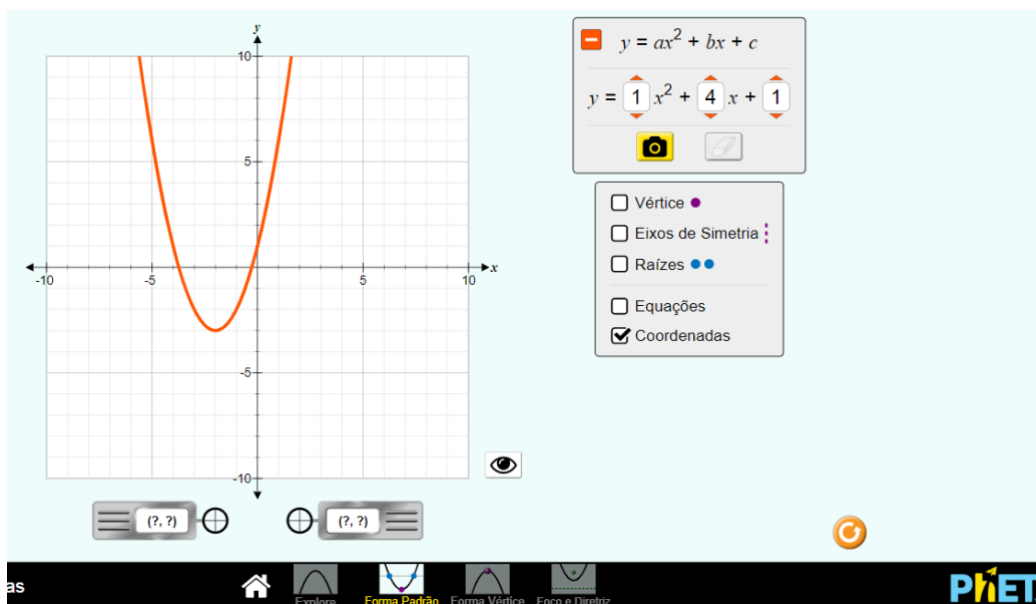 y
10
5
-10
-5
5
10
x
-5
-10
(?, ?)
(?, ?)
y = ax² + bx + c
y = 1 x² + 4 x + 1
Vértice
Eixos de Simetria
Raízes
Equações
Coordenadas
as
Explore
Forma Padrão
Forma Vértice
Foco e Diretriz
PhET